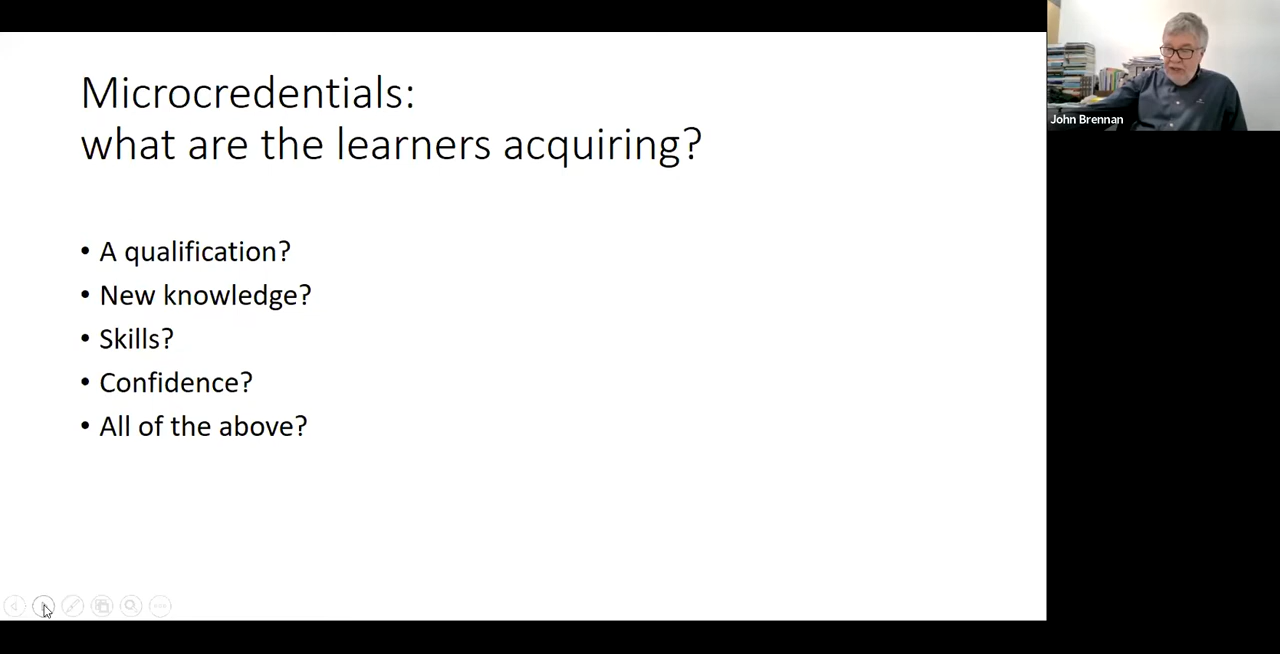 Microcredentials:
what are the learners acquiring?
• A qualification?
• New knowledge?
• Skills?
• Confidence?
• All of the above?
John Brennan